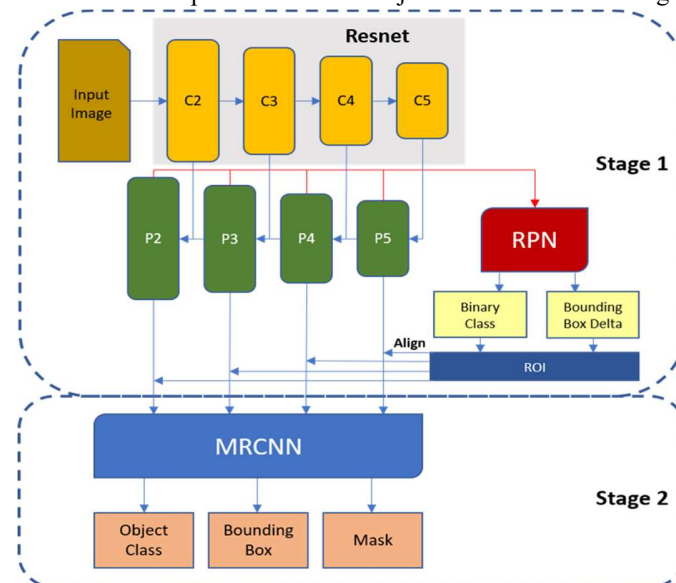 Resnet
Input
Image
C2
C3
C4
C5
Stage 1
P2
P3
P4
P5
RPN
Binary
Class
Bounding
Box Delta
Align
ROI
MRCNN
Stage 2
Object
Class
Bounding
Box
Mask